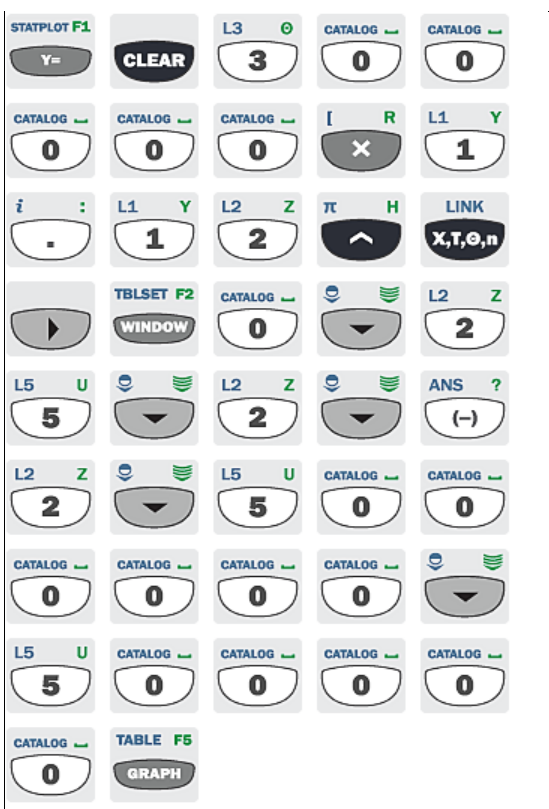 STATPLOT F1 L3 Θ CATALOG ⎵ CATALOG ⎵
Y= CLEAR 3 0 0
CATALOG ⎵ CATALOG ⎵ CATALOG ⎵ [ R L1 Y
0 0 0 × 1
i : L1 Y L2 Z π H LINK
. 1 2 ^ X,T,Θ,n
TBLSET F2 CATALOG ⎵ L2 Z
WINDOW 0 2
L5 U L2 Z ANS ?
5 2 (−)
L2 Z L5 U CATALOG ⎵ CATALOG ⎵
2 5 0 0
CATALOG ⎵ CATALOG ⎵ CATALOG ⎵ CATALOG ⎵
0 0 0 0
L5 U CATALOG ⎵ CATALOG ⎵ CATALOG ⎵ CATALOG ⎵
5 0 0 0 0
CATALOG ⎵ TABLE F5
0 GRAPH